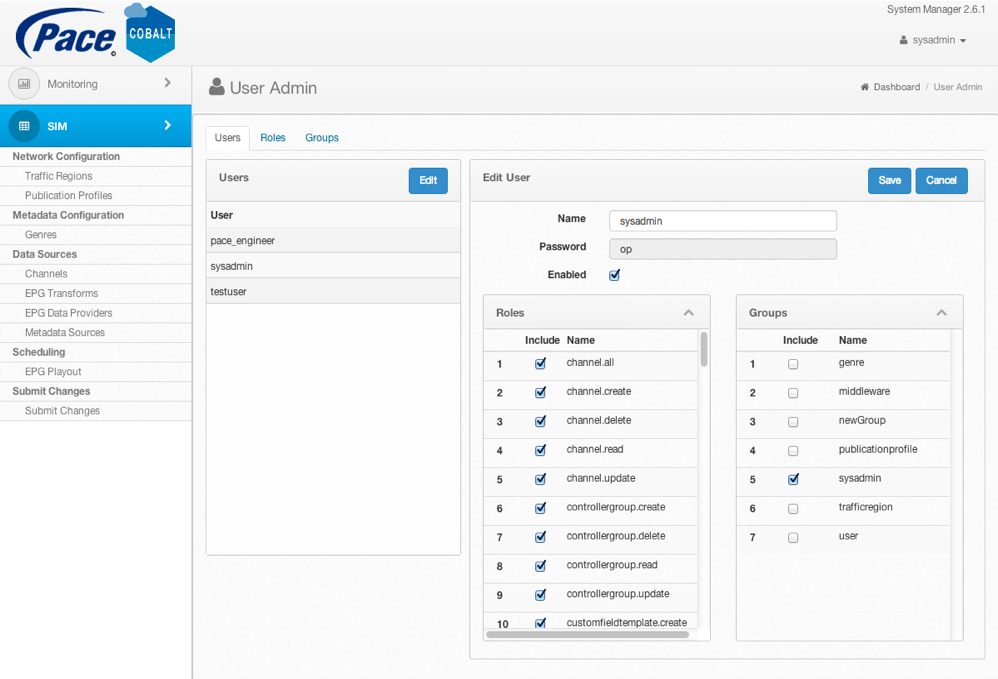 System Manager 2.6.1
Pace
COBALT
sysadmin
Monitoring
User Admin
Dashboard / User Admin
SIM
Network Configuration
Traffic Regions
Publication Profiles
Metadata Configuration
Genres
Data Sources
Channels
EPG Transforms
EPG Data Providers
Metadata Sources
Scheduling
EPG Playout
Submit Changes
Submit Changes
Users Roles Groups
Users Edit
User
pace_engineer
sysadmin
testuser
Edit User Save Cancel
Name sysadmin
Password op
Enabled
Roles
Include Name
1 channel.all
2 channel.create
3 channel.delete
4 channel.read
5 channel.update
6 controllergroup.create
7 controllergroup.delete
8 controllergroup.read
9 controllergroup.update
10 customfieldtemplate.create
Groups
Include Name
1 genre
2 middleware
3 newGroup
4 publicationprofile
5 sysadmin
6 trafficregion
7 user